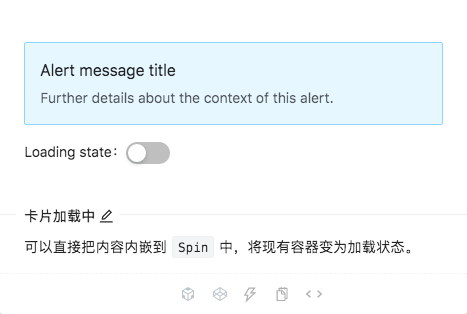 Alert message title
Further details about the context of this alert.
Loading state：
卡片加载中
可以直接把内容内嵌到 Spin 中，将现有容器变为加载状态。